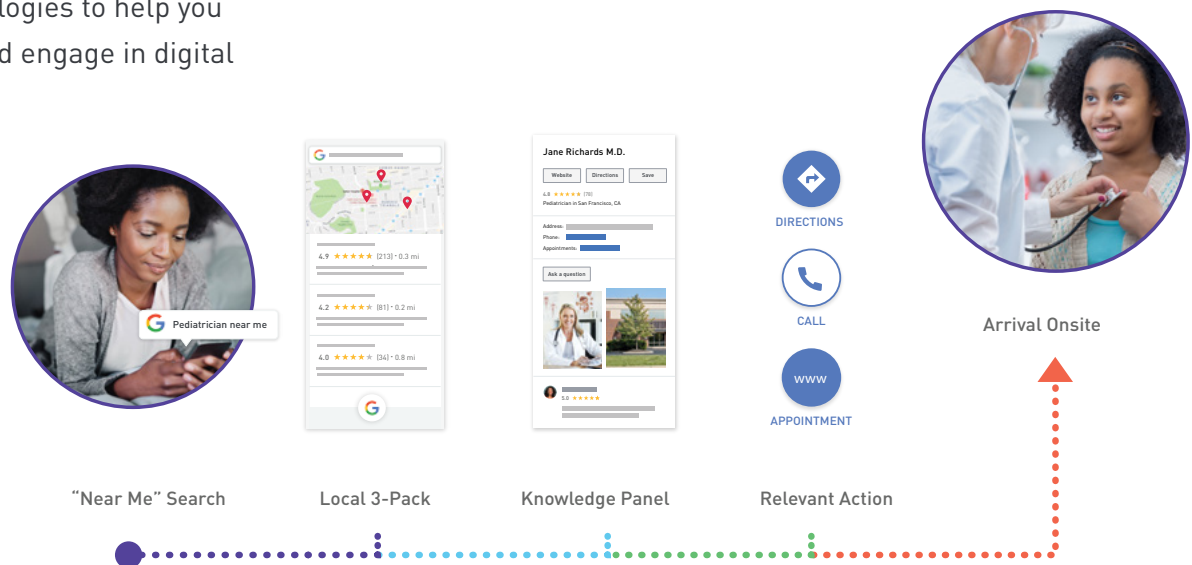 ologies to help you
d engage in digital
Pediatrician near me
4.9 ★★★★★ (213) · 0.3 mi
4.2 ★★★★★ (81) · 0.2 mi
4.0 ★★★★★ (34) · 0.8 mi
Jane Richards M.D.
Website Directions Save
4.8 ★★★★★ (78)
Pediatrician in San Francisco, CA
Address:
Phone:
Appointments:
Ask a question
5.0 ★★★★★
DIRECTIONS
CALL
www
APPOINTMENT
Arrival Onsite
“Near Me” Search
Local 3-Pack
Knowledge Panel
Relevant Action